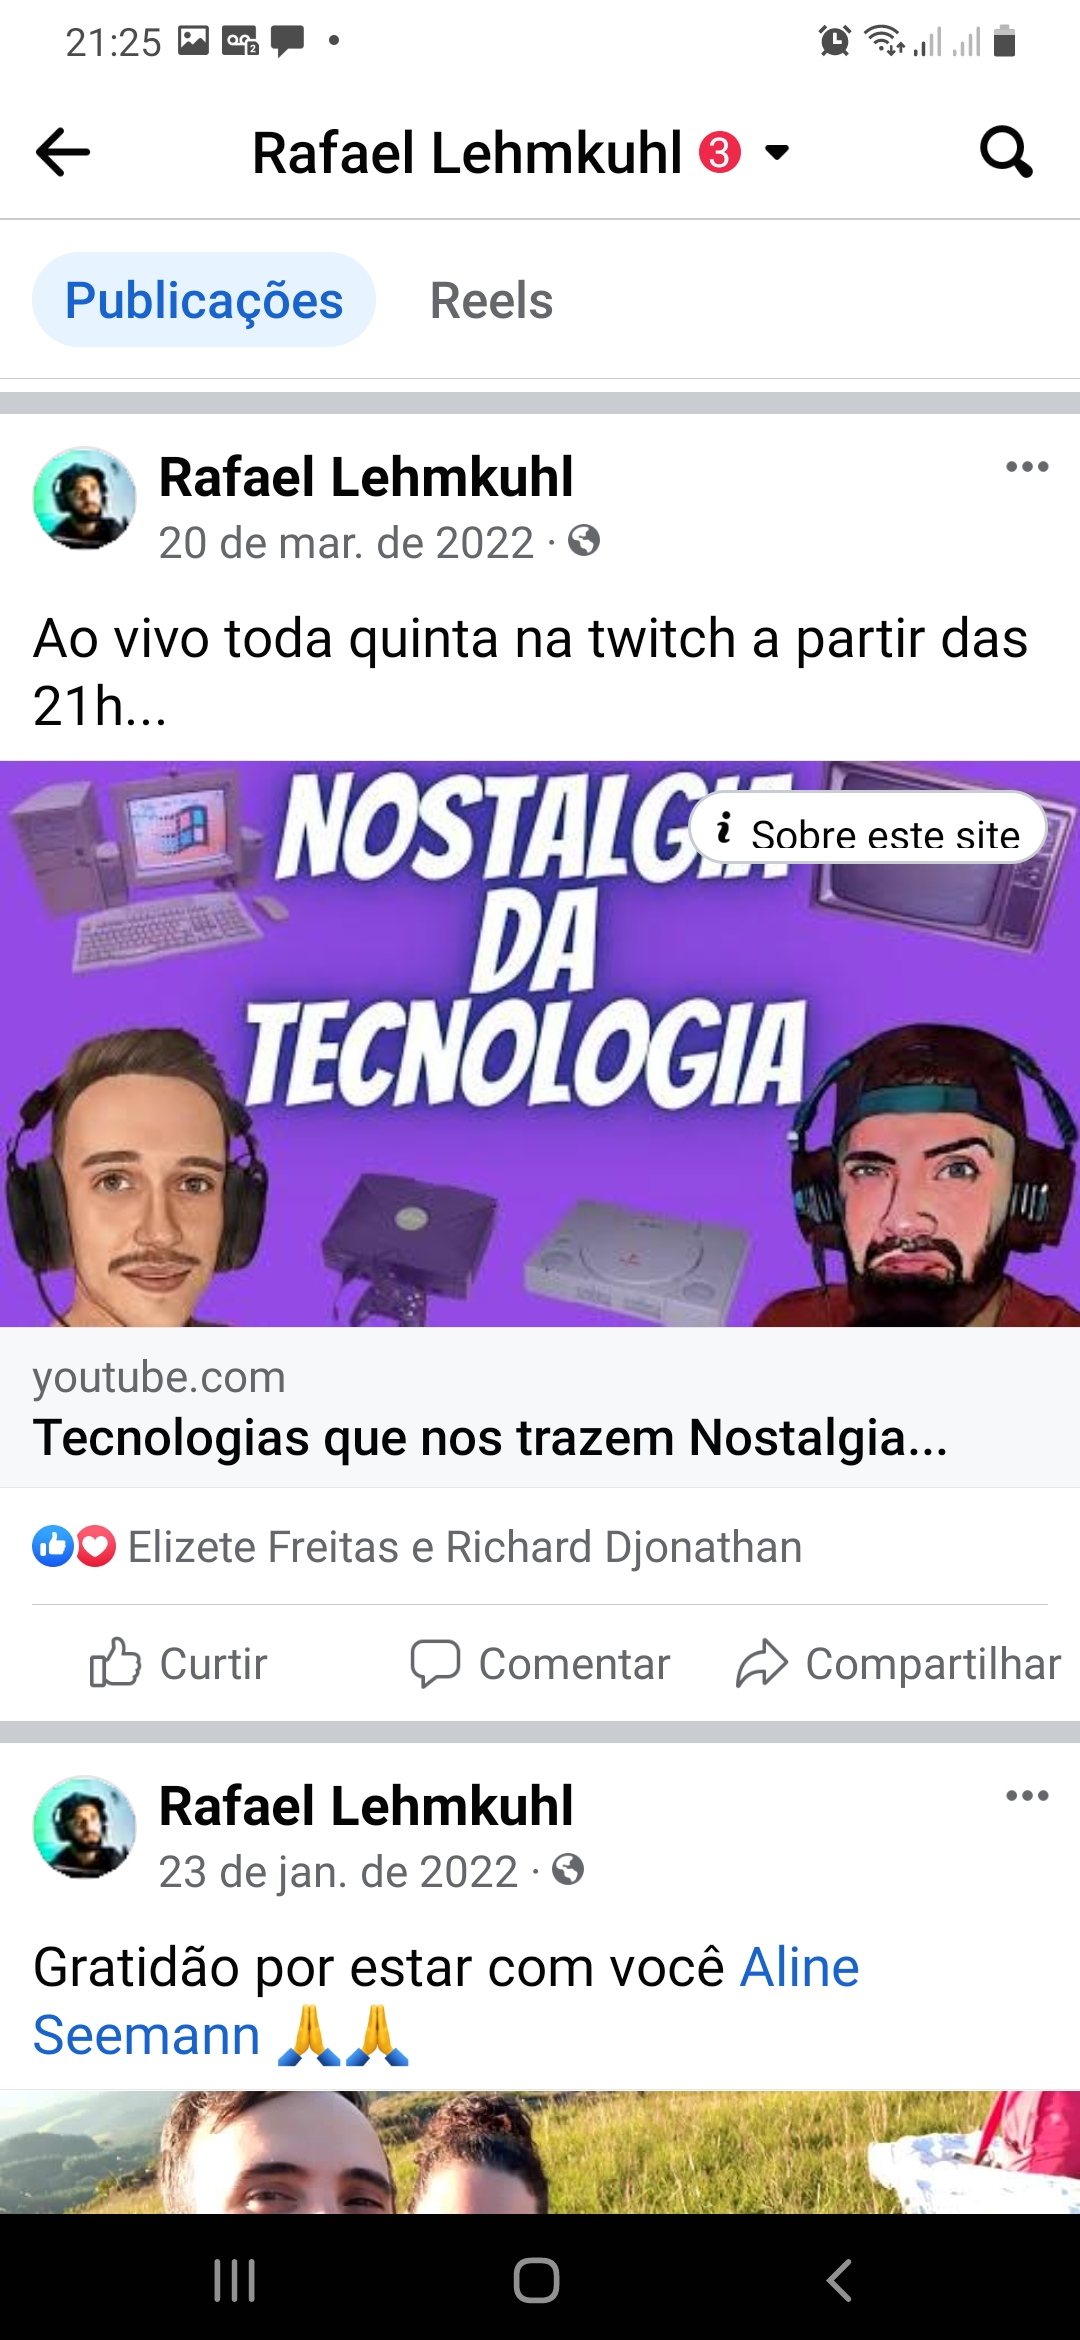 21:25
Rafael Lehmkuhl 3
Publicações Reels
Rafael Lehmkuhl
20 de mar. de 2022 ·
Ao vivo toda quinta na twitch a partir das
21h...
NOSTALGIA
Sobre este site
DA
TECNOLOGIA
youtube.com
Tecnologias que nos trazem Nostalgia...
Elizete Freitas e Richard Djonathan
Curtir Comentar Compartilhar
Rafael Lehmkuhl
23 de jan. de 2022 ·
Gratidão por estar com você Aline
Seemann 🙏🙏